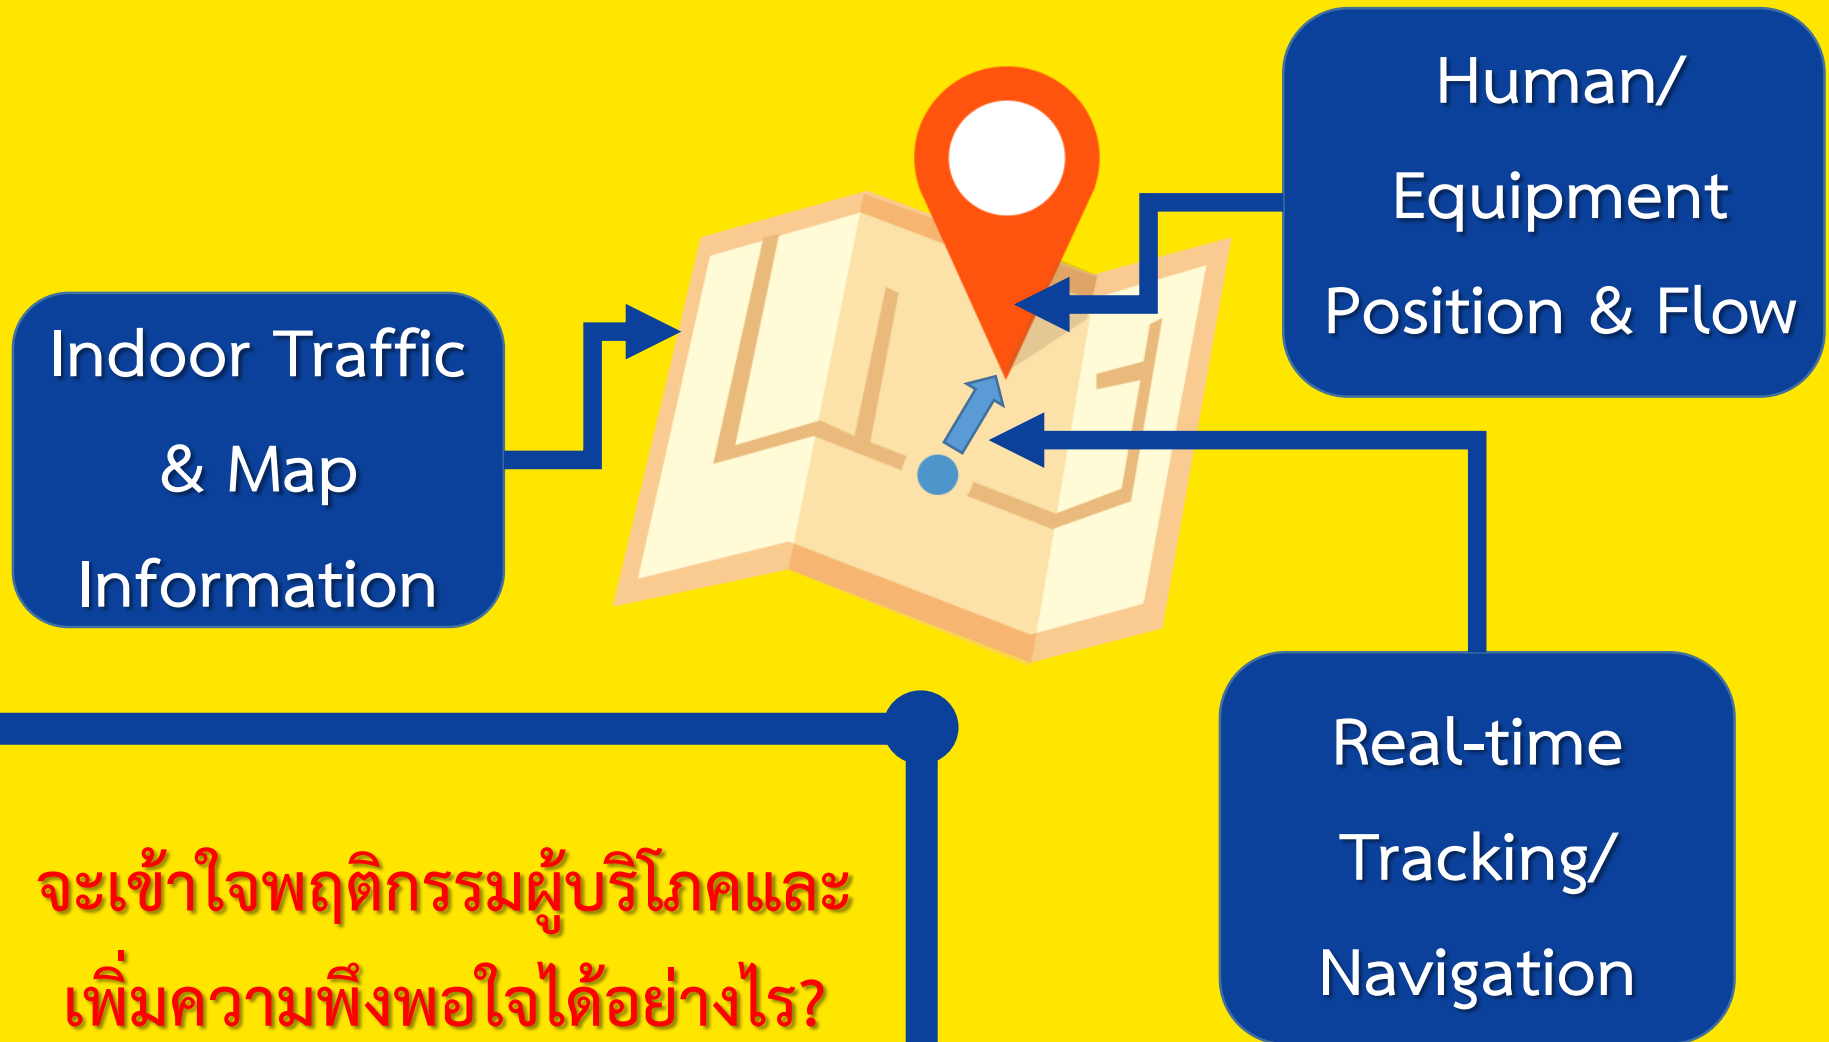 Human/
Equipment
Position & Flow
Indoor Traffic
& Map
Information
Real-time
Tracking/
Navigation
จะเข้าใจพฤติกรรมผู้บริโภคและ
เพิ่มความพึงพอใจได้อย่างไร?